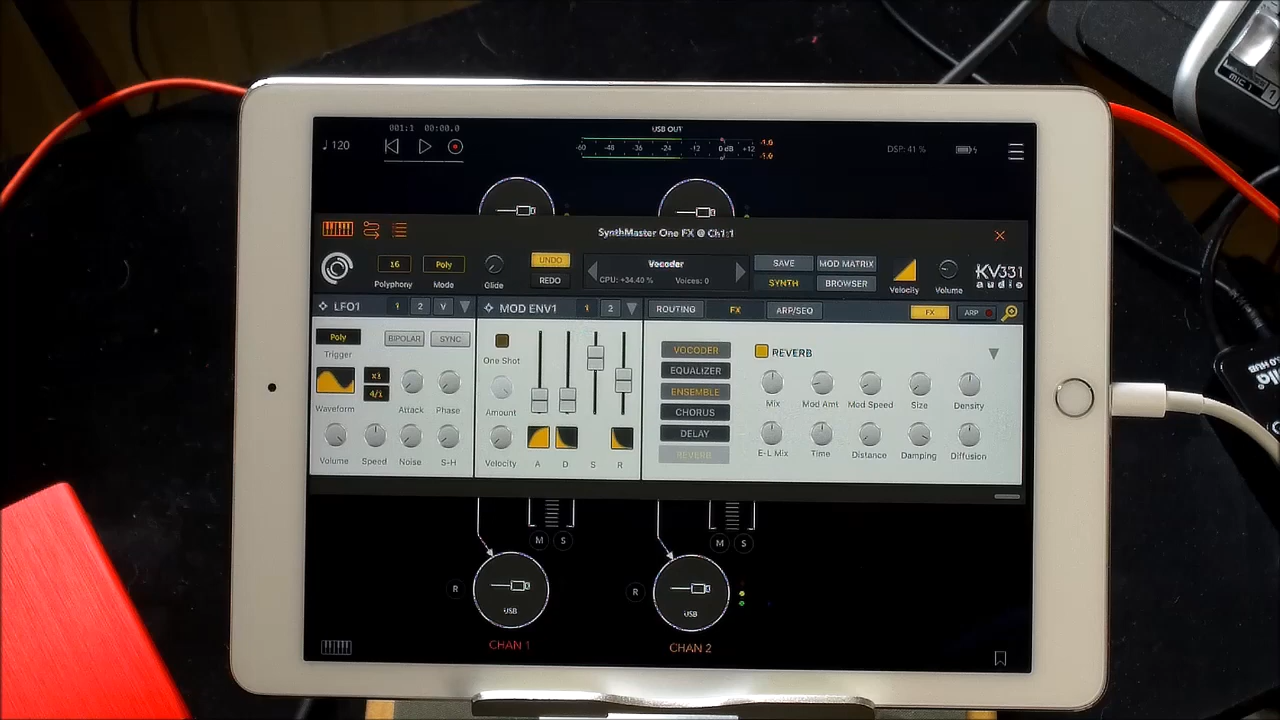 ♩ 120
001:1 00:00.0
USB OUT
-60 -48 -36 -24 -12 0 dB +12
DSP: 41 %
SynthMaster One FX @ Ch1:1
16
Polyphony
Poly
Mode
Glide
UNDO
REDO
Vocoder
CPU: +34.40 % Voices: 0
SAVE
MOD MATRIX
SYNTH
BROWSER
Velocity
Volume
KV331
audio
LFO1 1 2 V
MOD ENV1 1 2
ROUTING FX ARP/SEQ
FX ARP
Poly
Trigger
BIPOLAR SYNC
x1
4/1
Waveform
Attack Phase
Volume Speed Noise S-H
One Shot
Amount
Velocity A D S R
VOCODER
EQUALIZER
ENSEMBLE
CHORUS
DELAY
REVERB
REVERB
Mix Mod Amt Mod Speed Size Density
E-L Mix Time Distance Damping Diffusion
M S
M S
R
USB
R
USB
CHAN 1
CHAN 2
MIC 1